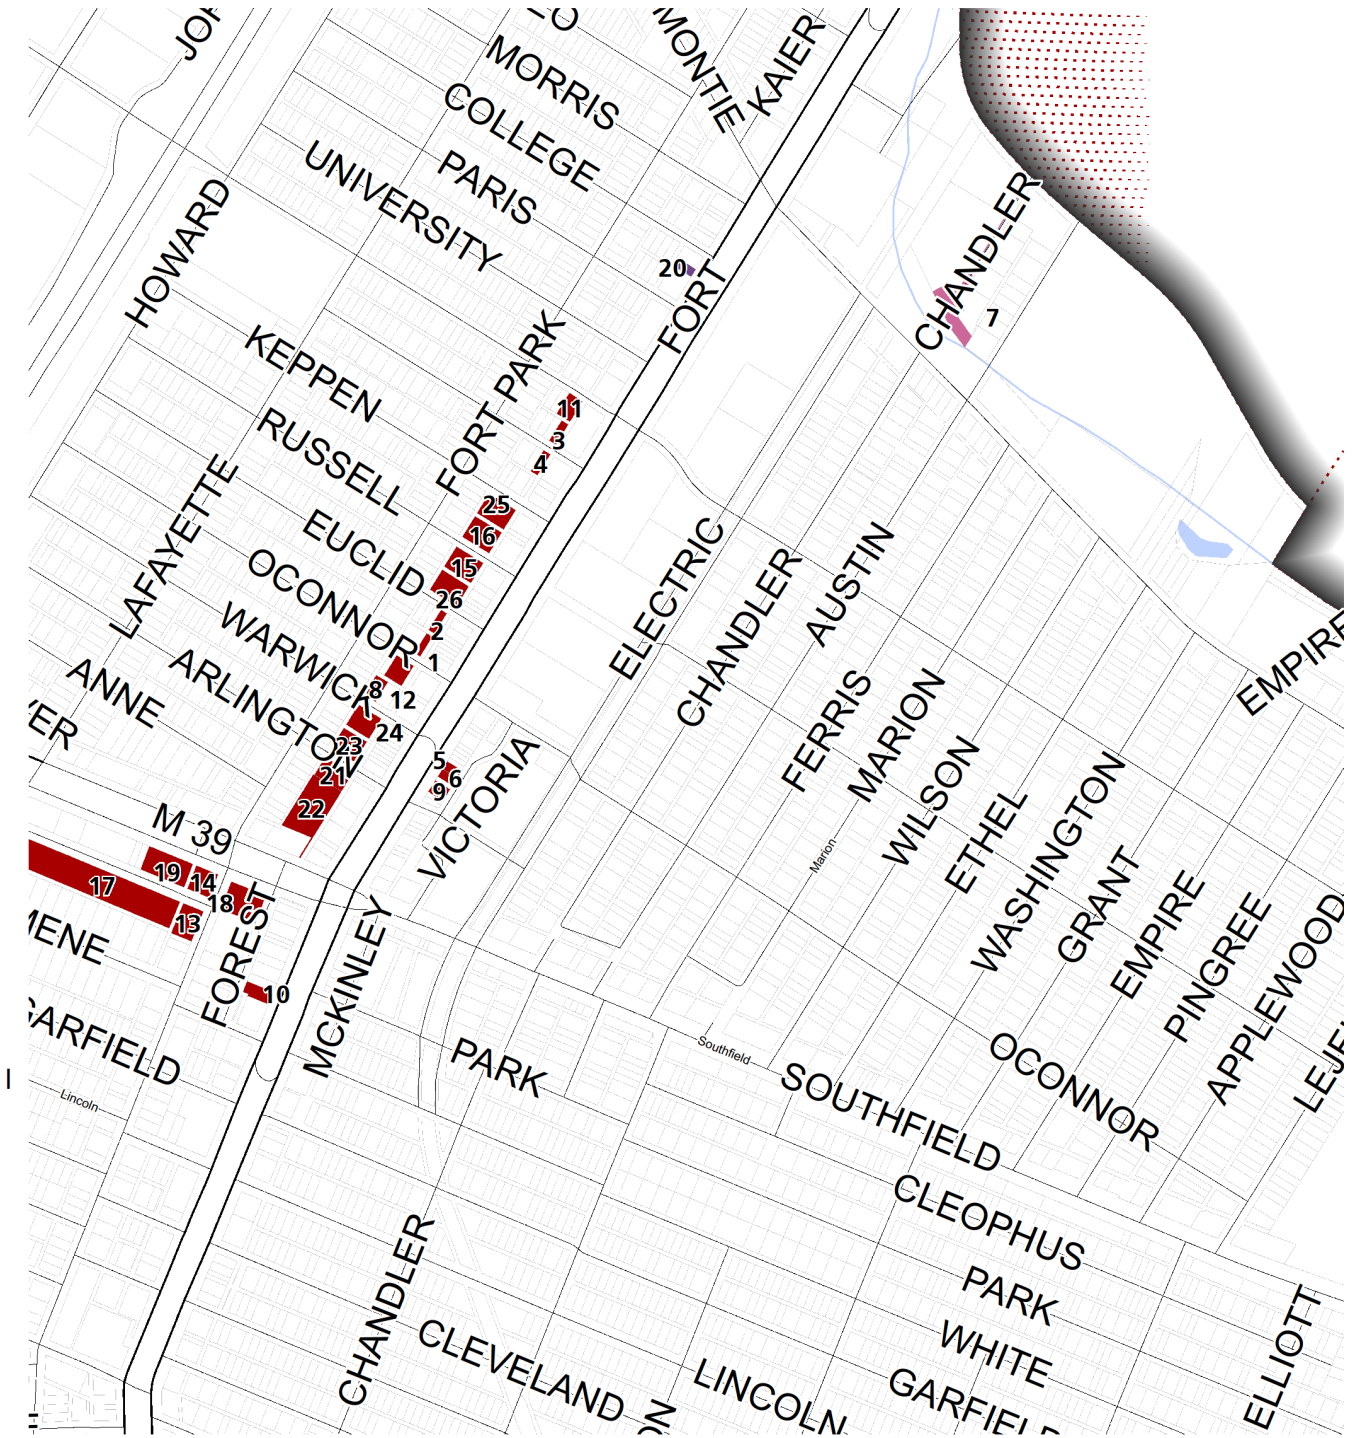 MORRIS
MONTIE
KAIER
COLLEGE
PARIS
UNIVERSITY
HOWARD
CHANDLER
20
FORT
7
KEPPEN
FORT PARK
11
RUSSELL
3
4
LAFAYETTE
25
EUCLID
16
ELECTRIC
OCONNOR
15
CHANDLER
AUSTIN
26
WARWICK
2
1
ARLINGTON
ANNE
8
12
EMPIRE
FERRIS
MARION
24
23
VICTORIA
WILSON
WASHINGTON
5
6
21
9
22
ETHEL
M 39
Marion
19
14
17
18
GRANT
EMPIRE
PINGREE
APPLEWOOD
13
FOREST
MCKINLEY
10
PARK
Southfield
OCONNOR
GARFIELD
Lincoln
SOUTHFIELD
CLEOPHUS
CHANDLER
PARK
ELLIOTT
WHITE
CLEVELAND
LINCOLN
GARFIELD